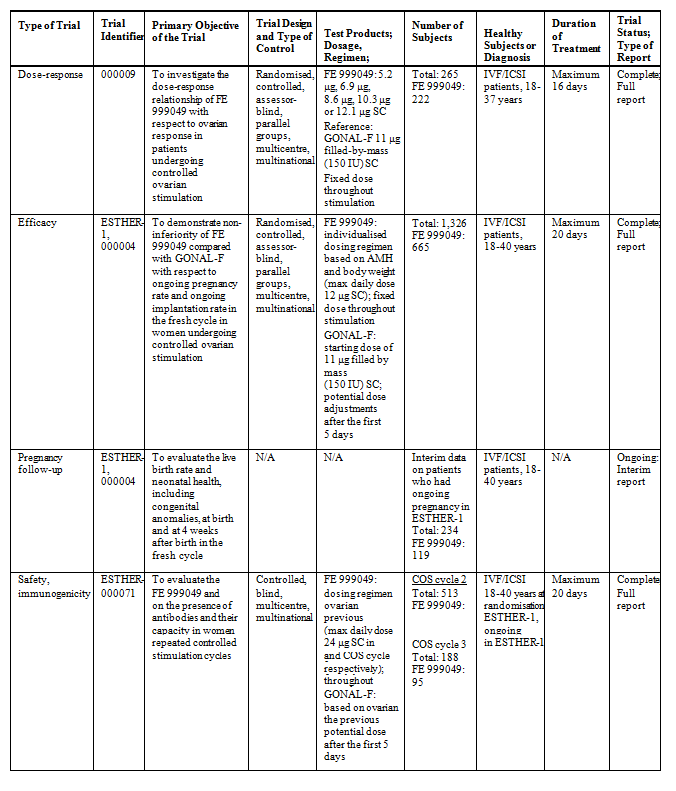 Type of Trial
Trial
Identifier
Primary Objective
of the Trial
Trial Design
and Type of
Control
Test Products;
Dosage,
Regimen;
Number of
Subjects
Healthy
Subjects or
Diagnosis
Duration
of
Treatment
Trial
Status;
Type of
Report
Dose-response
000009
To investigate the
dose-response
relationship of FE
999049 with
respect to ovarian
response in
patients
undergoing
controlled
ovarian
stimulation
Randomised,
controlled,
assessor-
blind,
parallel
groups,
multicentre,
multinational
FE 999049: 5.2
µg, 6.9 µg,
8.6 µg, 10.3 µg
or 12.1 µg SC
Reference:
GONAL-F 11 µg
filled-by-mass
(150 IU) SC
Fixed dose
throughout
stimulation
Total: 265
FE 999049:
222
IVF/ICSI
patients, 18-
37 years
Maximum
16 days
Complete;
Full
report
Efficacy
ESTHER-
1,
000004
To demonstrate non-
inferiority of FE
999049 compared
with GONAL-F
with respect to
ongoing pregnancy
rate and ongoing
implantation rate in
the fresh cycle in
women undergoing
controlled ovarian
stimulation
Randomised,
controlled,
assessor-
blind,
parallel
groups,
multicentre,
multinational
FE 999049:
individualised
dosing regimen
based on AMH
and body weight
(max daily dose
12 µg SC); fixed
dose throughout
stimulation
GONAL-F:
starting dose of
11 µg filled by
mass
(150 IU) SC;
potential dose
adjustments
after the first
5 days
Total: 1,326
FE 999049:
665
IVF/ICSI
patients,
18-40 years
Maximum
20 days
Complete;
Full
report
Pregnancy
follow-up
ESTHER-
1,
000004
To evaluate the live
birth rate and
neonatal health,
including
congenital
anomalies, at birth
and at 4 weeks
after birth in the
fresh cycle
N/A
N/A
Interim data
on patients
who had
ongoing
pregnancy in
ESTHER-1
Total: 234
FE 999049:
119
IVF/ICSI
patients, 18-
40 years
N/A
Ongoing:
Interim
report
Safety,
immunogenicity
ESTHER-
000071
To evaluate the
FE 999049 and
on the presence of
antibodies and their
capacity in women
repeated controlled
stimulation cycles
Controlled,
blind,
multicentre,
multinational
FE 999049:
dosing regimen
ovarian
previous
(max daily dose
24 µg SC in
and COS cycle
respectively);
throughout
GONAL-F:
based on ovarian
the previous
potential dose
after the first 5
days
COS cycle 2
Total: 513
FE 999049:
COS cycle 3
Total: 188
FE 999049:
95
IVF/ICSI
18-40 years at
randomisation
ESTHER-1,
ongoing
in ESTHER-1
Maximum
20 days
Complete
Full
report